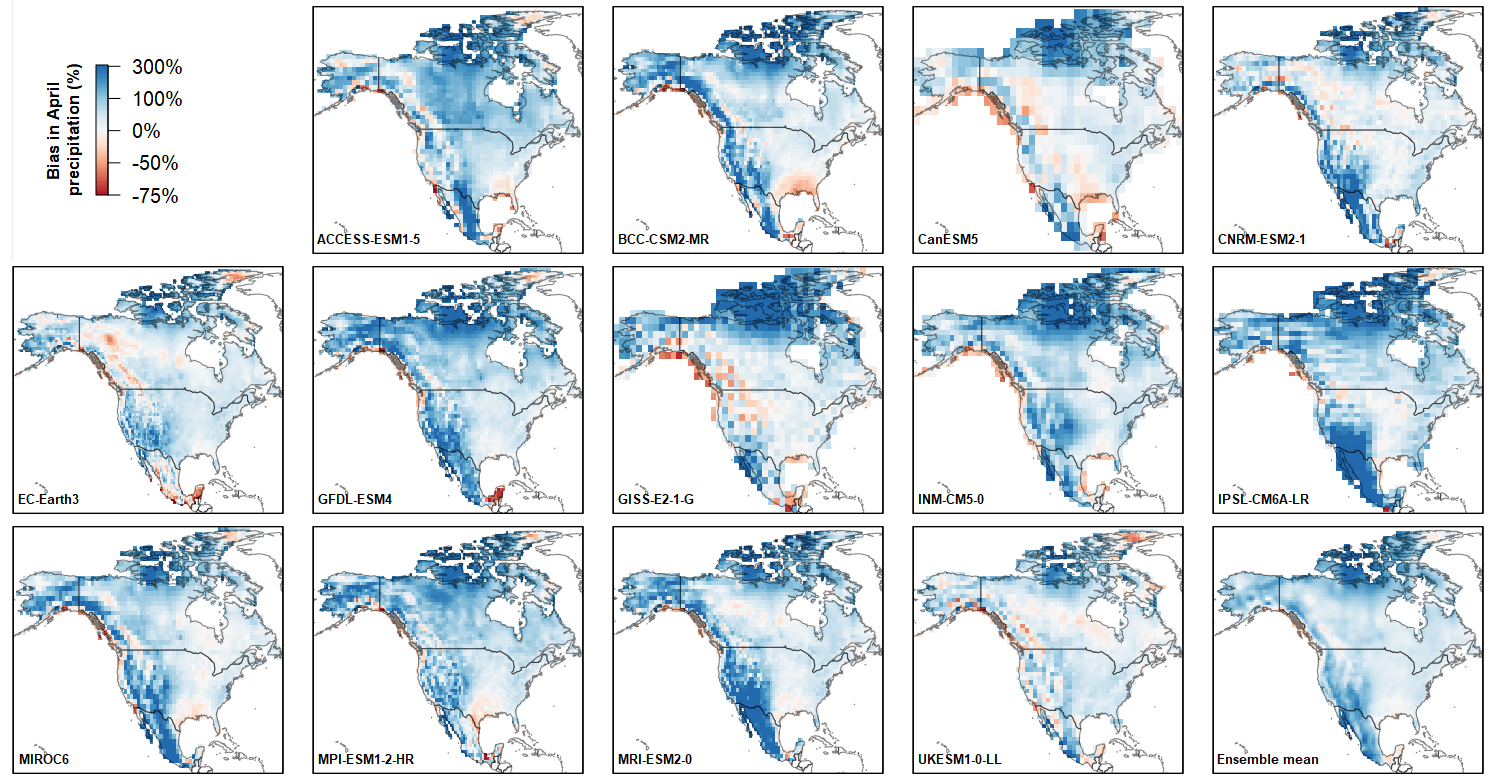 Bias in April
precipitation (%)
300%
100%
0%
-50%
-75%
ACCESS-ESM1-5
BCC-CSM2-MR
CanESM5
CNRM-ESM2-1
EC-Earth3
GFDL-ESM4
GISS-E2-1-G
INM-CM5-0
IPSL-CM6A-LR
MIROC6
MPI-ESM1-2-HR
MRI-ESM2-0
UKESM1-0-LL
Ensemble mean